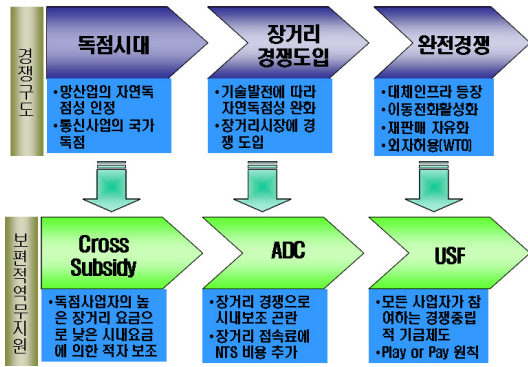 경쟁구도
독점시대
•망산업의 자연독
점성 인정
•통신사업의 국가
독점
장거리
경쟁도입
•기술발전에 따라
자연독점성 완화
•장거리시장에 경
쟁 도입
완전경쟁
•대체인프라 등장
•이동전화활성화
•재판매 자유화
•외자허용(WTO)
보편적역무지원
Cross
Subsidy
•독점사업자의 높
은 장거리 요금으
로 낮은 시내요금
에 의한 적자 보조
ADC
•장거리 경쟁으로
시내보조 곤란
•장거리 접속료에
NTS 비용 추가
USF
•모든 사업자가 참
여하는 경쟁중립
적 기금제도
•Play or Pay 원칙